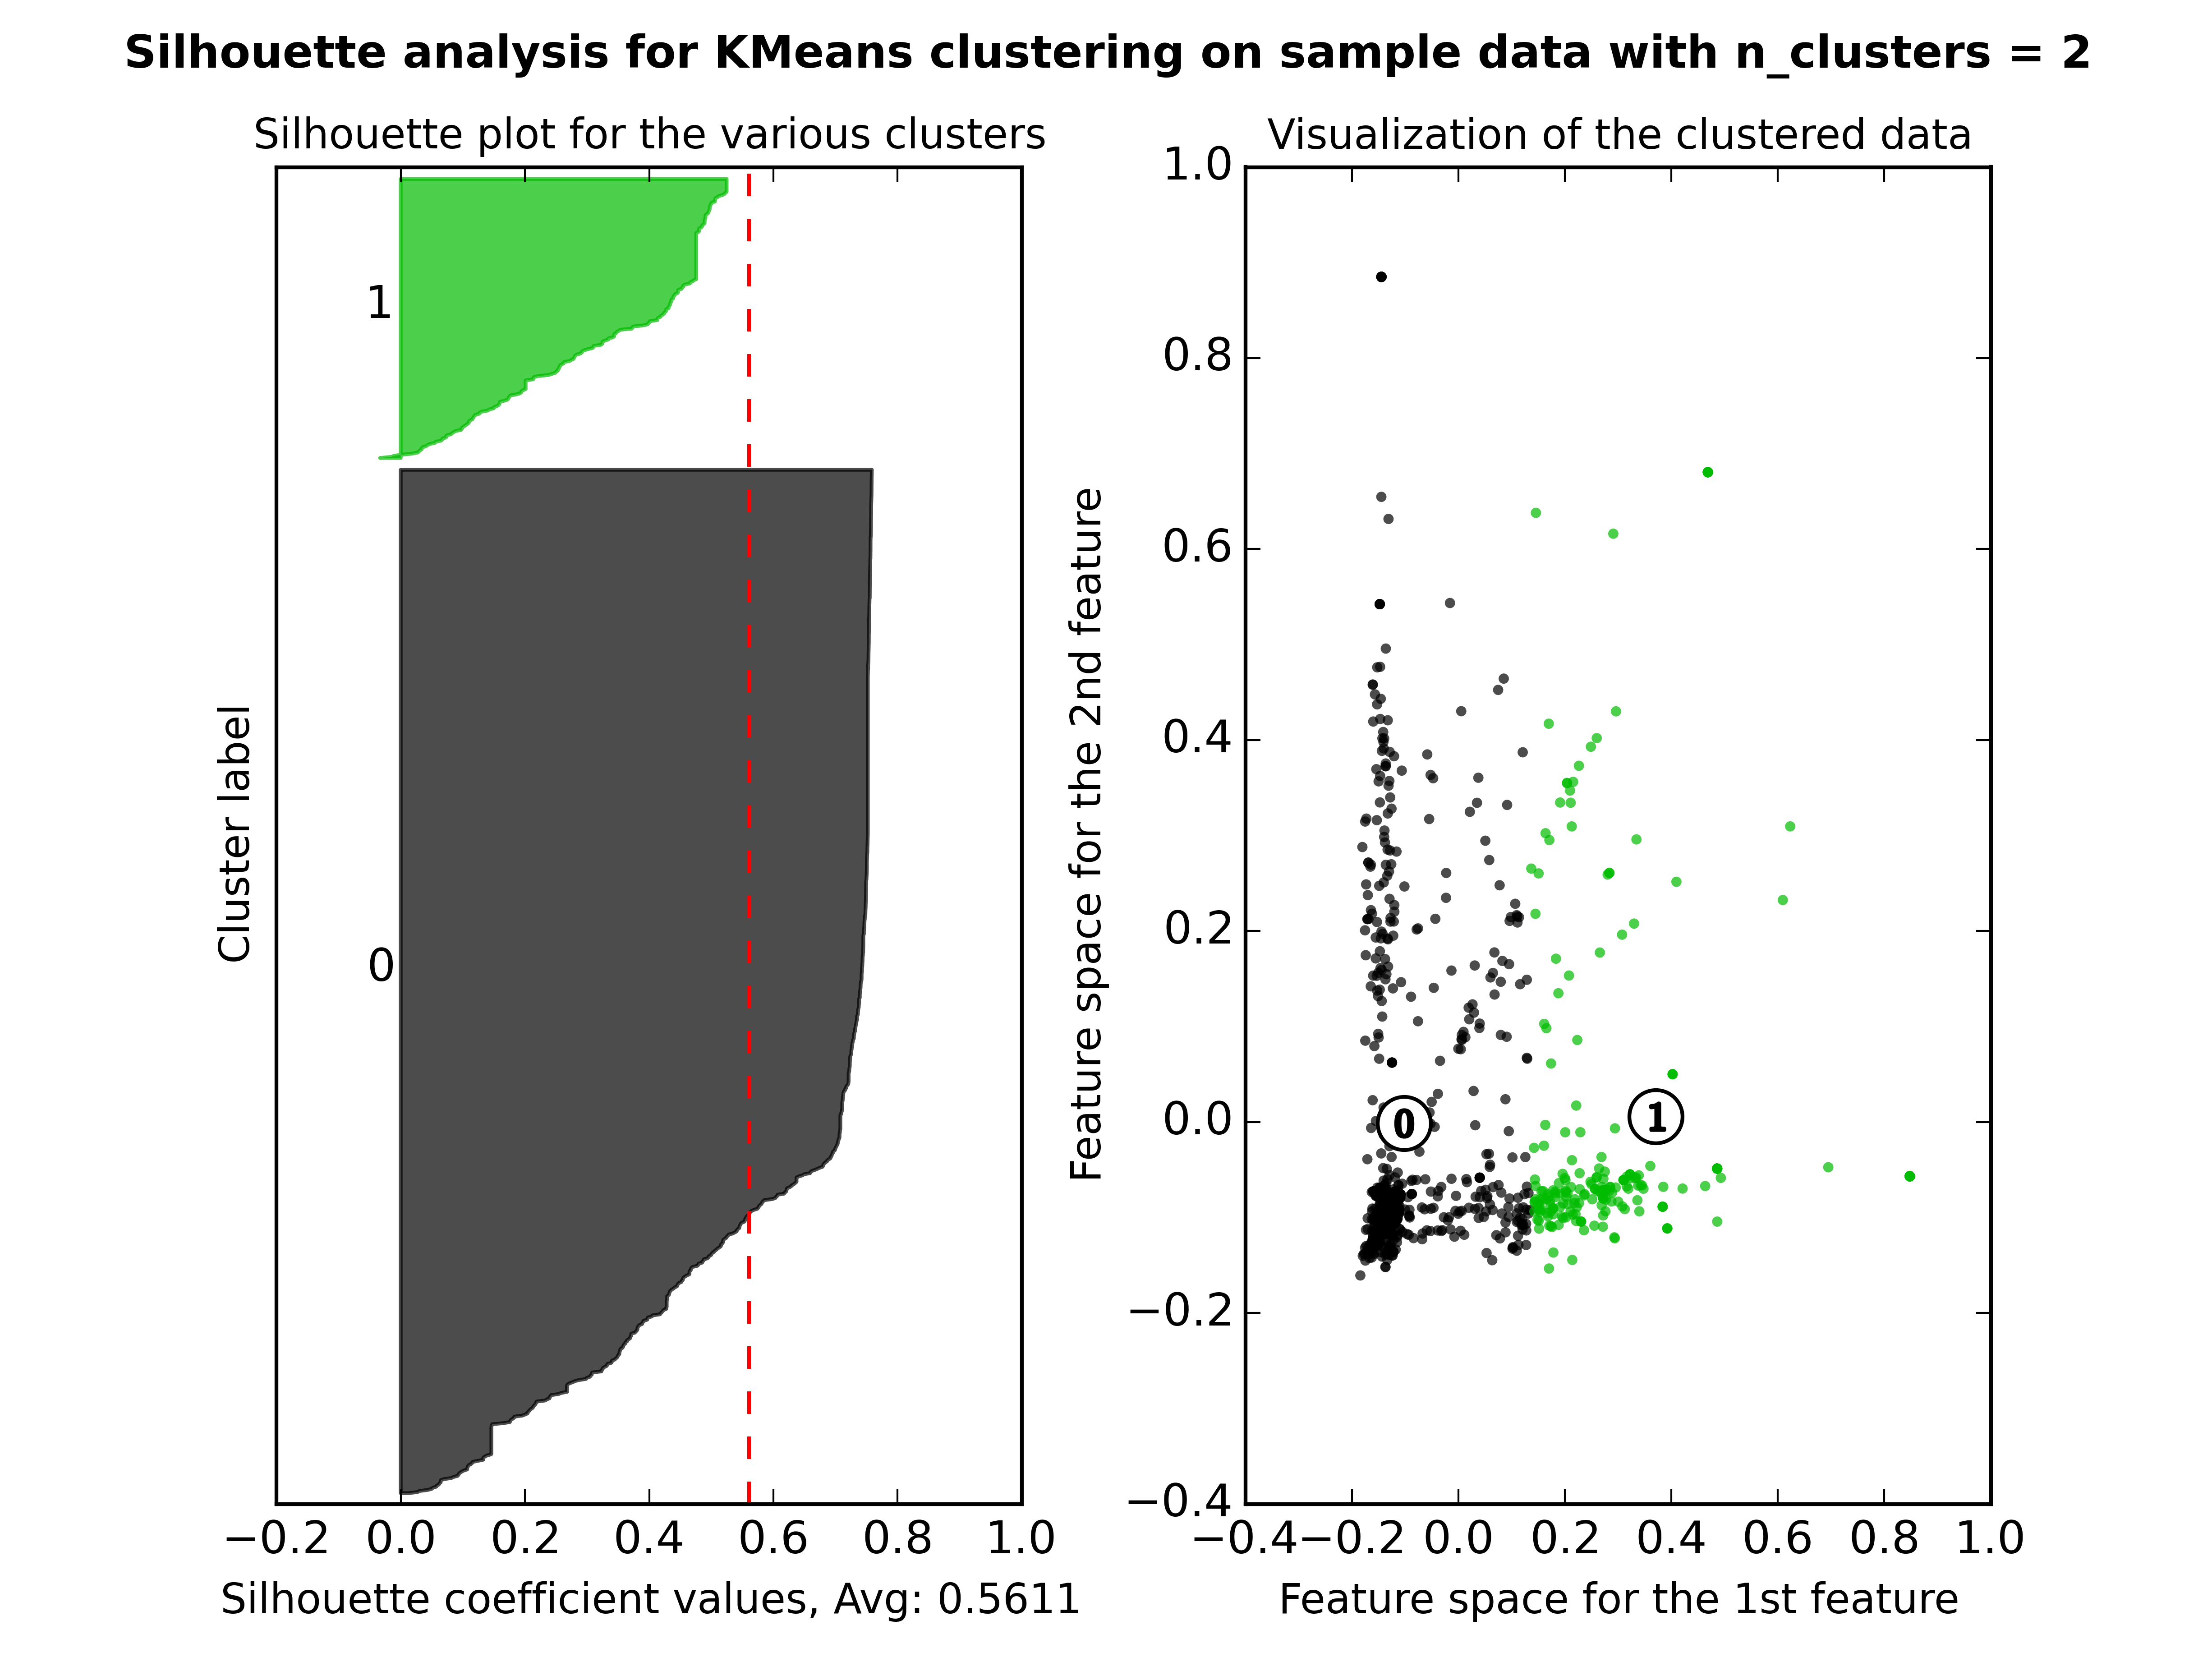 Silhouette analysis for KMeans clustering on sample data with n_clusters = 2
Silhouette plot for the various clusters
1
0
Cluster label
−0.2 0.0 0.2 0.4 0.6 0.8 1.0
Silhouette coefficient values, Avg: 0.5611
Visualization of the clustered data
1.0
0.8
0.6
0.4
0.2
0.0
−0.2
−0.4
Feature space for the 2nd feature
0
1
−0.4 −0.2 0.0 0.2 0.4 0.6 0.8 1.0
Feature space for the 1st feature